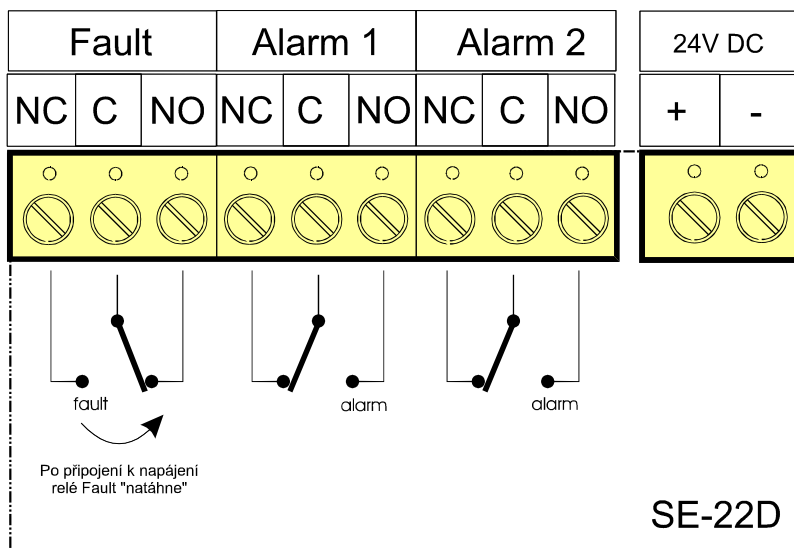 Fault Alarm 1 Alarm 2 24V DC
NC C NO NC C NO NC C NO + -
fault alarm alarm
Po připojení k napájení
relé Fault "natáhne"
SE-22D